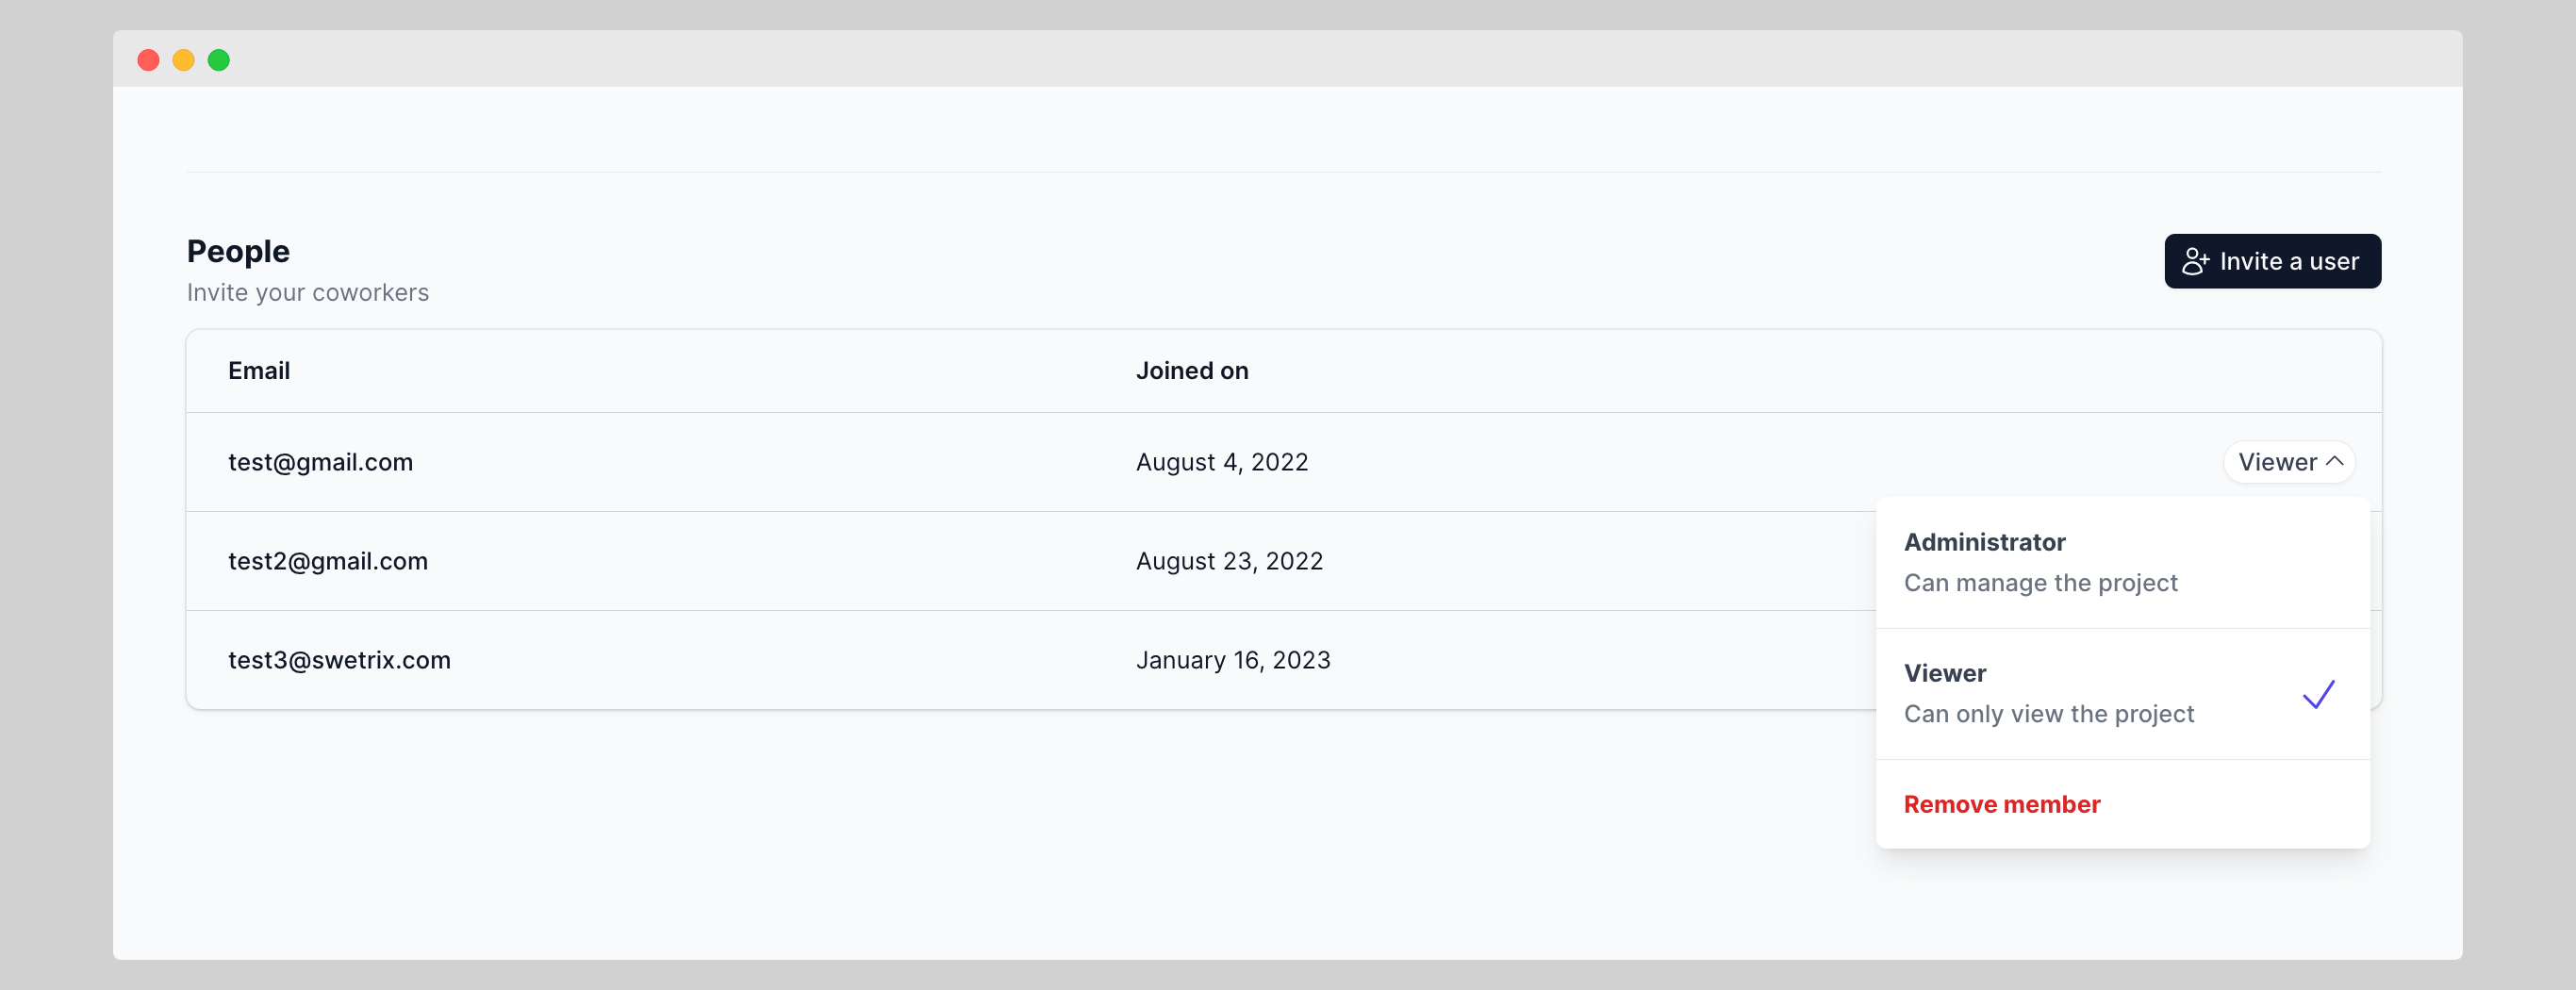 People
Invite your coworkers
Invite a user
Email Joined on
test@gmail.com August 4, 2022 Viewer
test2@gmail.com August 23, 2022
test3@swetrix.com January 16, 2023
Administrator
Can manage the project
Viewer
Can only view the project
Remove member